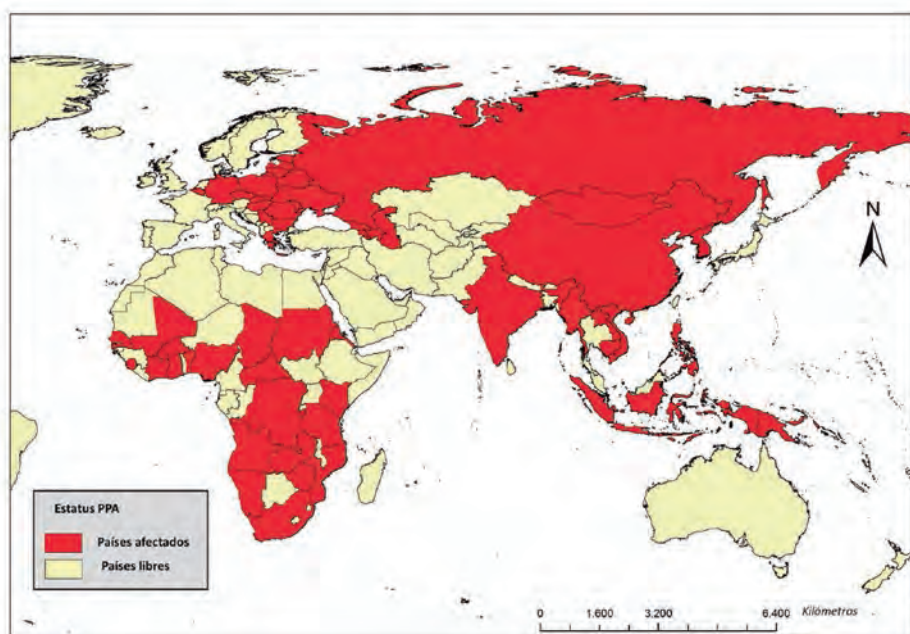 N
Estatus PPA
Países afectados
Países libres
0 1.600 3.200 6.400 Kilómetros